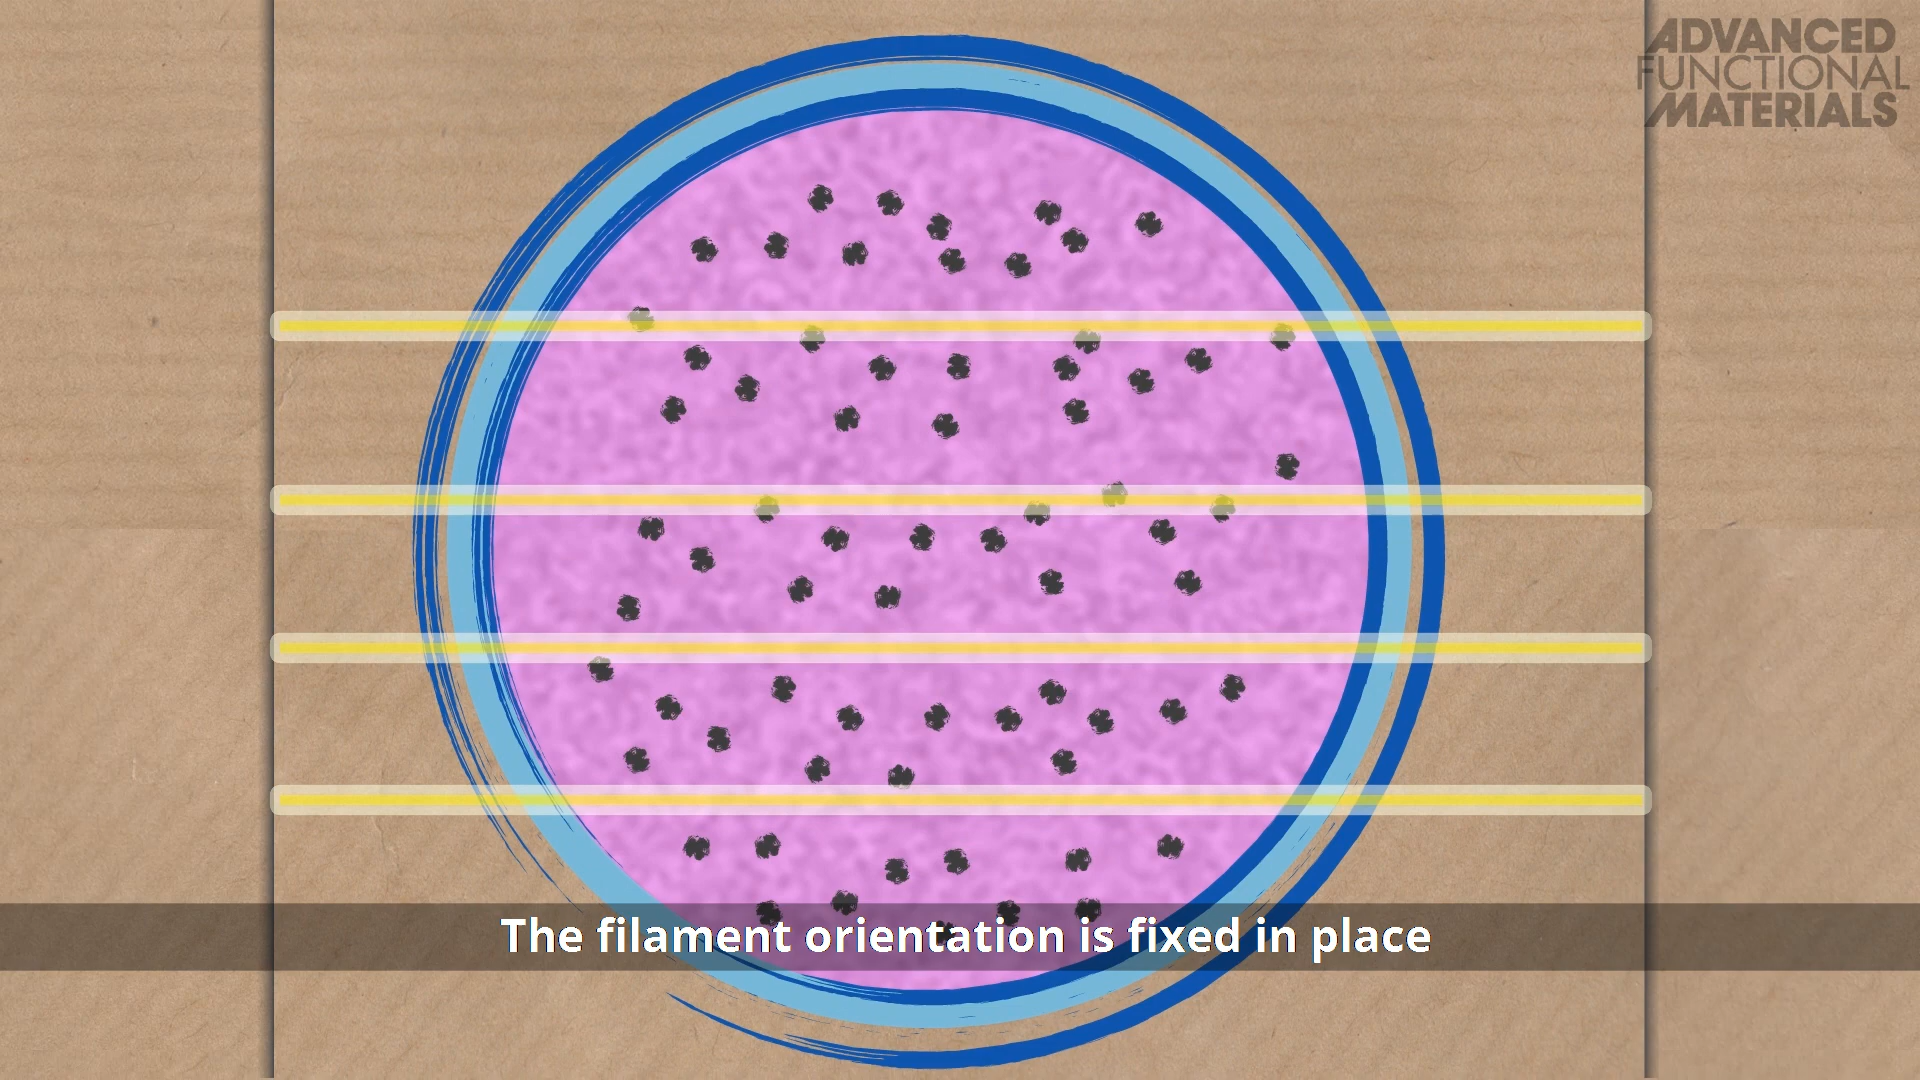 ADVANCED
FUNCTIONAL
MATERIALS
The filament orientation is fixed in place